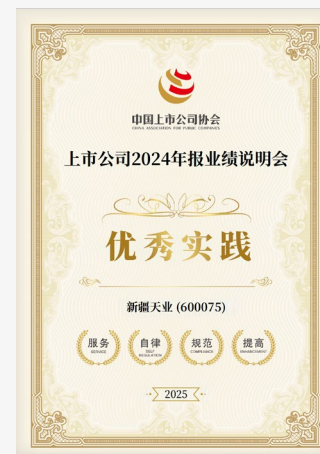 中国上市公司协会
CHINA ASSOCIATION FOR PUBLIC COMPANIES
上市公司2024年报业绩说明会
优秀实践
新疆天业 (600075)
服务 自律 规范 提高
SERVICE SELF REGULATION COMPLIANCE ENHANCEMENT
2025